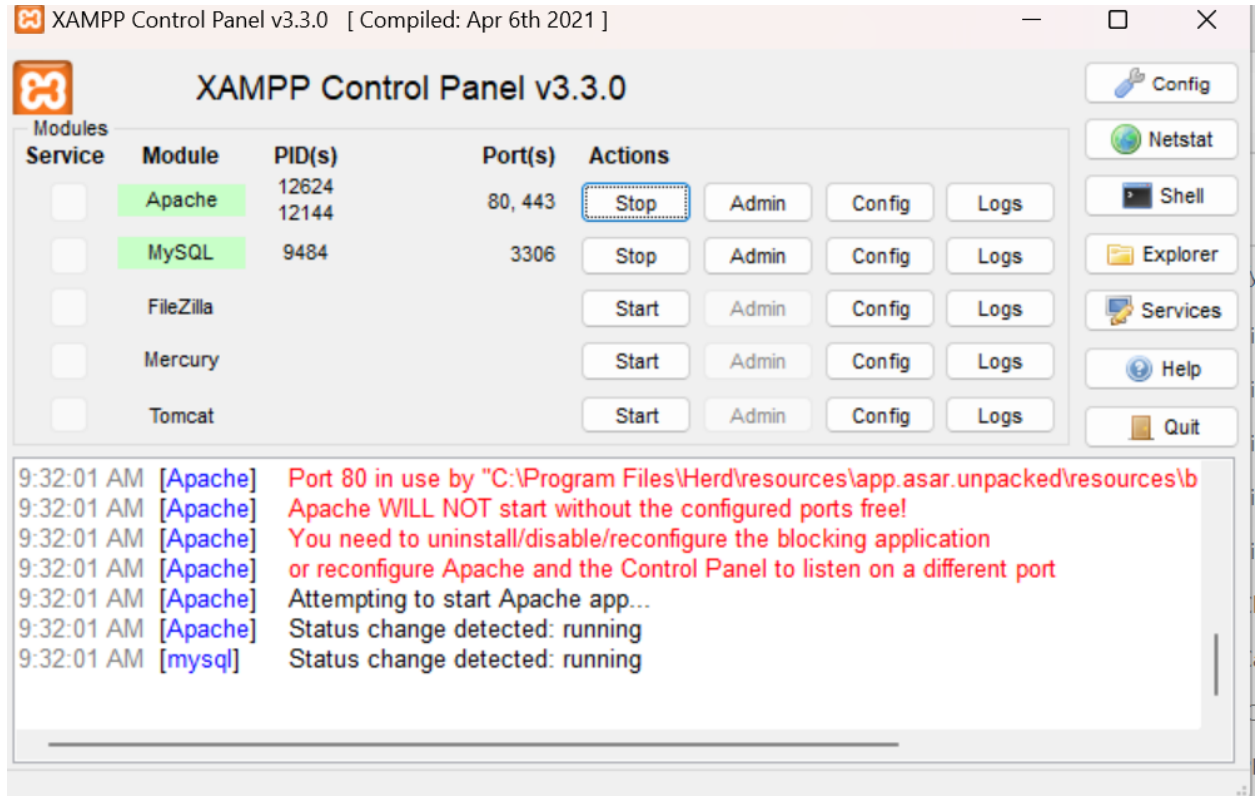 XAMPP Control Panel v3.3.0 [ Compiled: Apr 6th 2021 ]
XAMPP Control Panel v3.3.0
Config
Modules
Netstat
Service Module PID(s) Port(s) Actions
Apache 12624 12144 80, 443 Stop Admin Config Logs
Shell
MySQL 9484 3306 Stop Admin Config Logs
Explorer
FileZilla Start Admin Config Logs
Services
Mercury Start Admin Config Logs
Help
Tomcat Start Admin Config Logs
Quit
9:32:01 AM [Apache] Port 80 in use by "C:\Program Files\Herd\resources\app.asar.unpacked\resources\b
9:32:01 AM [Apache] Apache WILL NOT start without the configured ports free!
9:32:01 AM [Apache] You need to uninstall/disable/reconfigure the blocking application
9:32:01 AM [Apache] or reconfigure Apache and the Control Panel to listen on a different port
9:32:01 AM [Apache] Attempting to start Apache app...
9:32:01 AM [Apache] Status change detected: running
9:32:01 AM [mysql] Status change detected: running